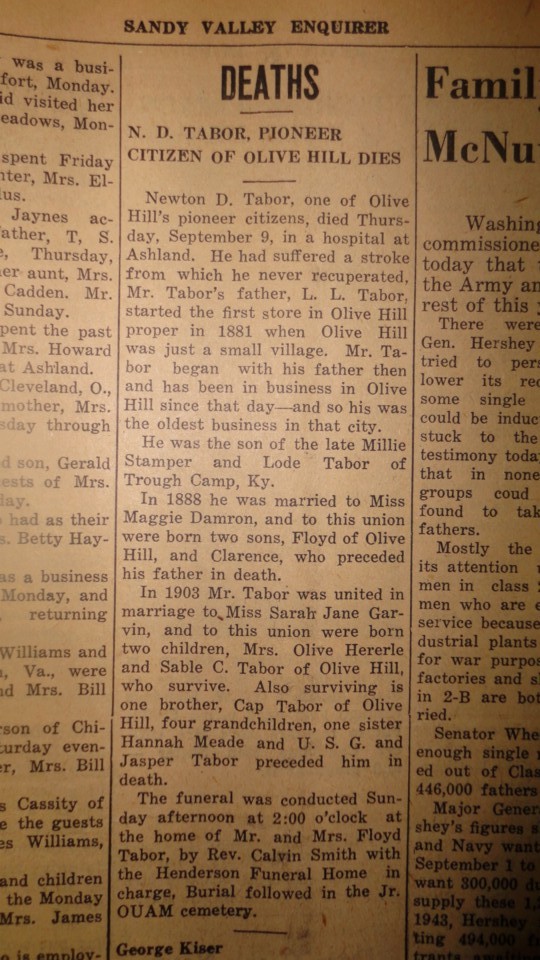 SANDY VALLEY ENQUIRER
was a busi-
fort, Monday.
id visited her
eadows, Mon-
spent Friday
nter, Mrs. El-
ius.
Jaynes ac-
father, T. S.
Thursday,
her aunt, Mrs.
Cadden. Mr.
Sunday.
pent the past
Mrs. Howard
at Ashland.
Cleveland, O.,
mother, Mrs.
sday through
d son, Gerald
ests of Mrs.
day.
had as their
s. Betty Hay-
as a business
Monday, and
returning
Williams and
n, Va., were
nd Mrs. Bill
rson of Chi-
turday even-
er, Mrs. Bill
s Cassity of
e the guests
es Williams,
and children
the Monday
Mrs. James
o is employ-
DEATHS
N. D. TABOR, PIONEER
CITIZEN OF OLIVE HILL DIES
Newton D. Tabor, one of Olive
Hill's pioneer citizens, died Thurs-
day, September 9, in a hospital at
Ashland. He had suffered a stroke
from which he never recuperated,
Mr. Tabor's father, L. L. Tabor,
started the first store in Olive Hill
proper in 1881 when Olive Hill
was just a small village. Mr. Ta-
bor began with his father then
and has been in business in Olive
Hill since that day—and so his was
the oldest business in that city.
He was the son of the late Millie
Stamper and Lode Tabor of
Trough Camp, Ky.
In 1888 he was married to Miss
Maggie Damron, and to this union
were born two sons, Floyd of Olive
Hill, and Clarence, who preceded
his father in death.
In 1903 Mr. Tabor was united in
marriage to Miss Sarah Jane Gar-
vin, and to this union were born
two children, Mrs. Olive Hererle
and Sable C. Tabor of Olive Hill,
who survive. Also surviving is
one brother, Cap Tabor of Olive
Hill, four grandchildren, one sister
Hannah Meade and U. S. G. and
Jasper Tabor preceded him in
death.
The funeral was conducted Sun-
day afternoon at 2:00 o'clock at
the home of Mr. and Mrs. Floyd
Tabor, by Rev. Calvin Smith with
the Henderson Funeral Home in
charge, Burial followed in the Jr.
OUAM cemetery.
George Kiser
Famil
McNu
Washing
commissione
today that
the Army an
rest of this
There were
Gen. Hershey
tried to pers
lower its rec
some single
could be induc
stuck to the
testimony toda
that in none
groups coud
found to tak
fathers.
Mostly the
its attention
men in class
men who are e
service because
dustrial plants
for war purpos
factories and s
in 2-B are bot
ried.
Senator Whe
enough single
ed out of Clas
446,000 fathers
Major Gener
shey's figures s
and Navy want
September 1 to
want 300,000 d
supply these 1,
1943, Hershey
ting 494,000 f
trants awaiting